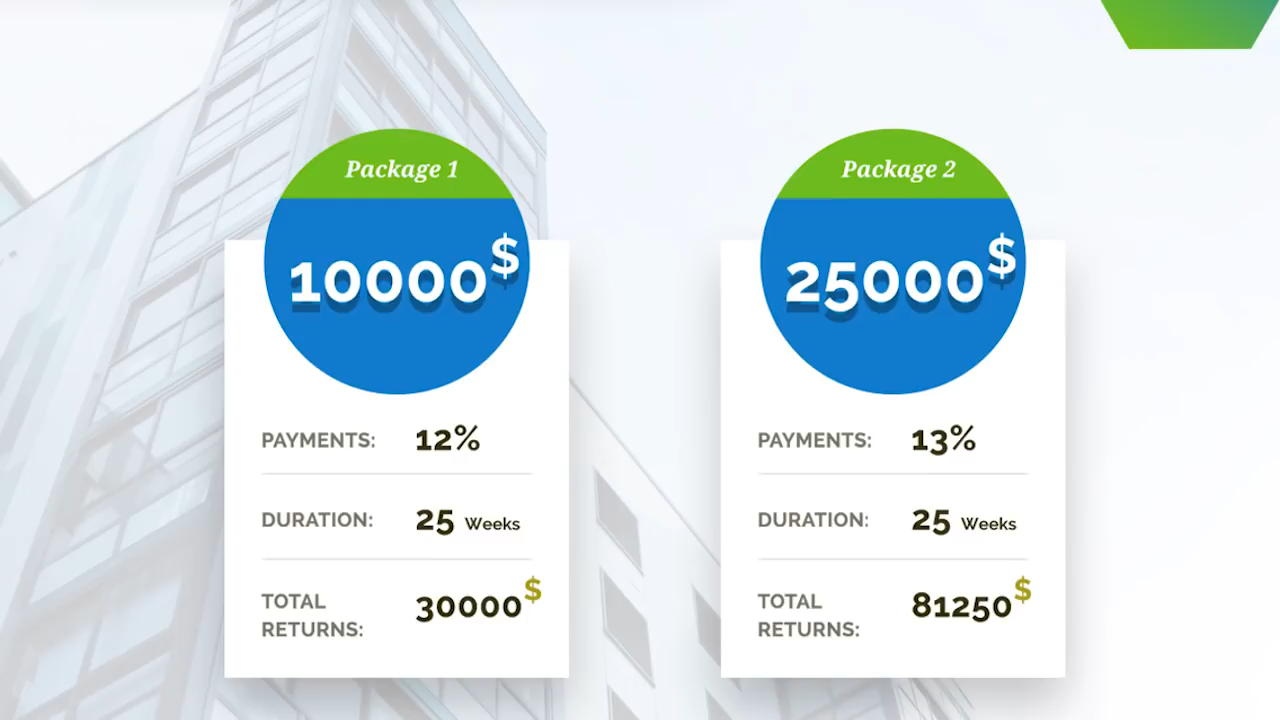 Package 1
10000$
PAYMENTS: 12%
DURATION: 25 Weeks
TOTAL RETURNS: 30000$
Package 2
25000$
PAYMENTS: 13%
DURATION: 25 Weeks
TOTAL RETURNS: 81250$